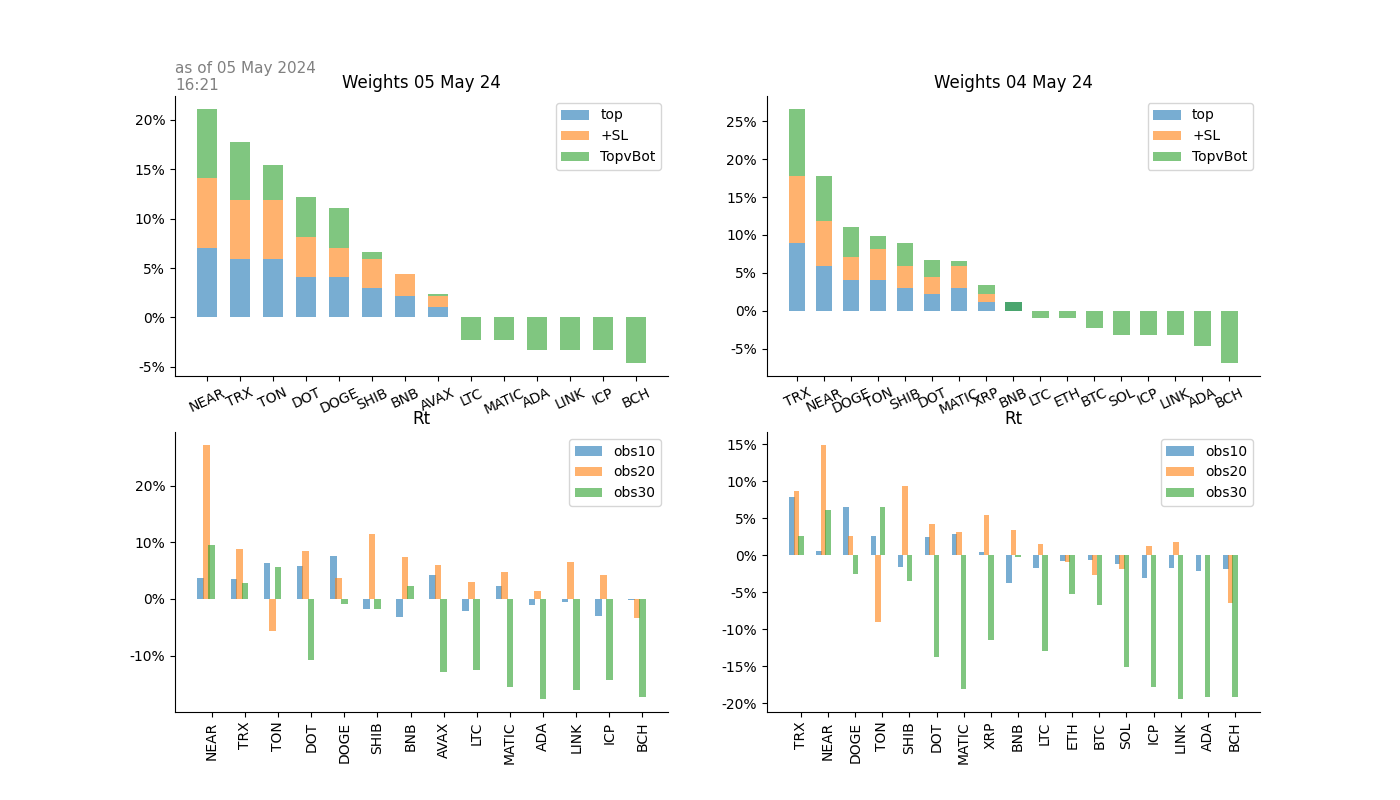 as of 05 May 2024
16:21
Weights 05 May 24
20%
15%
10%
5%
0%
-5%
top
+SL
TopvBot
NEAR TRX TON DOT DOGE SHIB BNB AVAX LTC MATIC ADA LINK ICP BCH
Weights 04 May 24
25%
20%
15%
10%
5%
0%
-5%
top
+SL
TopvBot
TRX NEAR DOGE TON SHIB DOT MATIC XRP BNB LTC ETH BTC SOL ICP LINK ADA BCH
Rt
20%
10%
0%
-10%
obs10
obs20
obs30
NEAR TRX TON DOT DOGE SHIB BNB AVAX LTC MATIC ADA LINK ICP BCH
Rt
15%
10%
5%
0%
-5%
-10%
-15%
-20%
obs10
obs20
obs30
TRX NEAR DOGE TON SHIB DOT MATIC XRP BNB LTC ETH BTC SOL ICP LINK ADA BCH